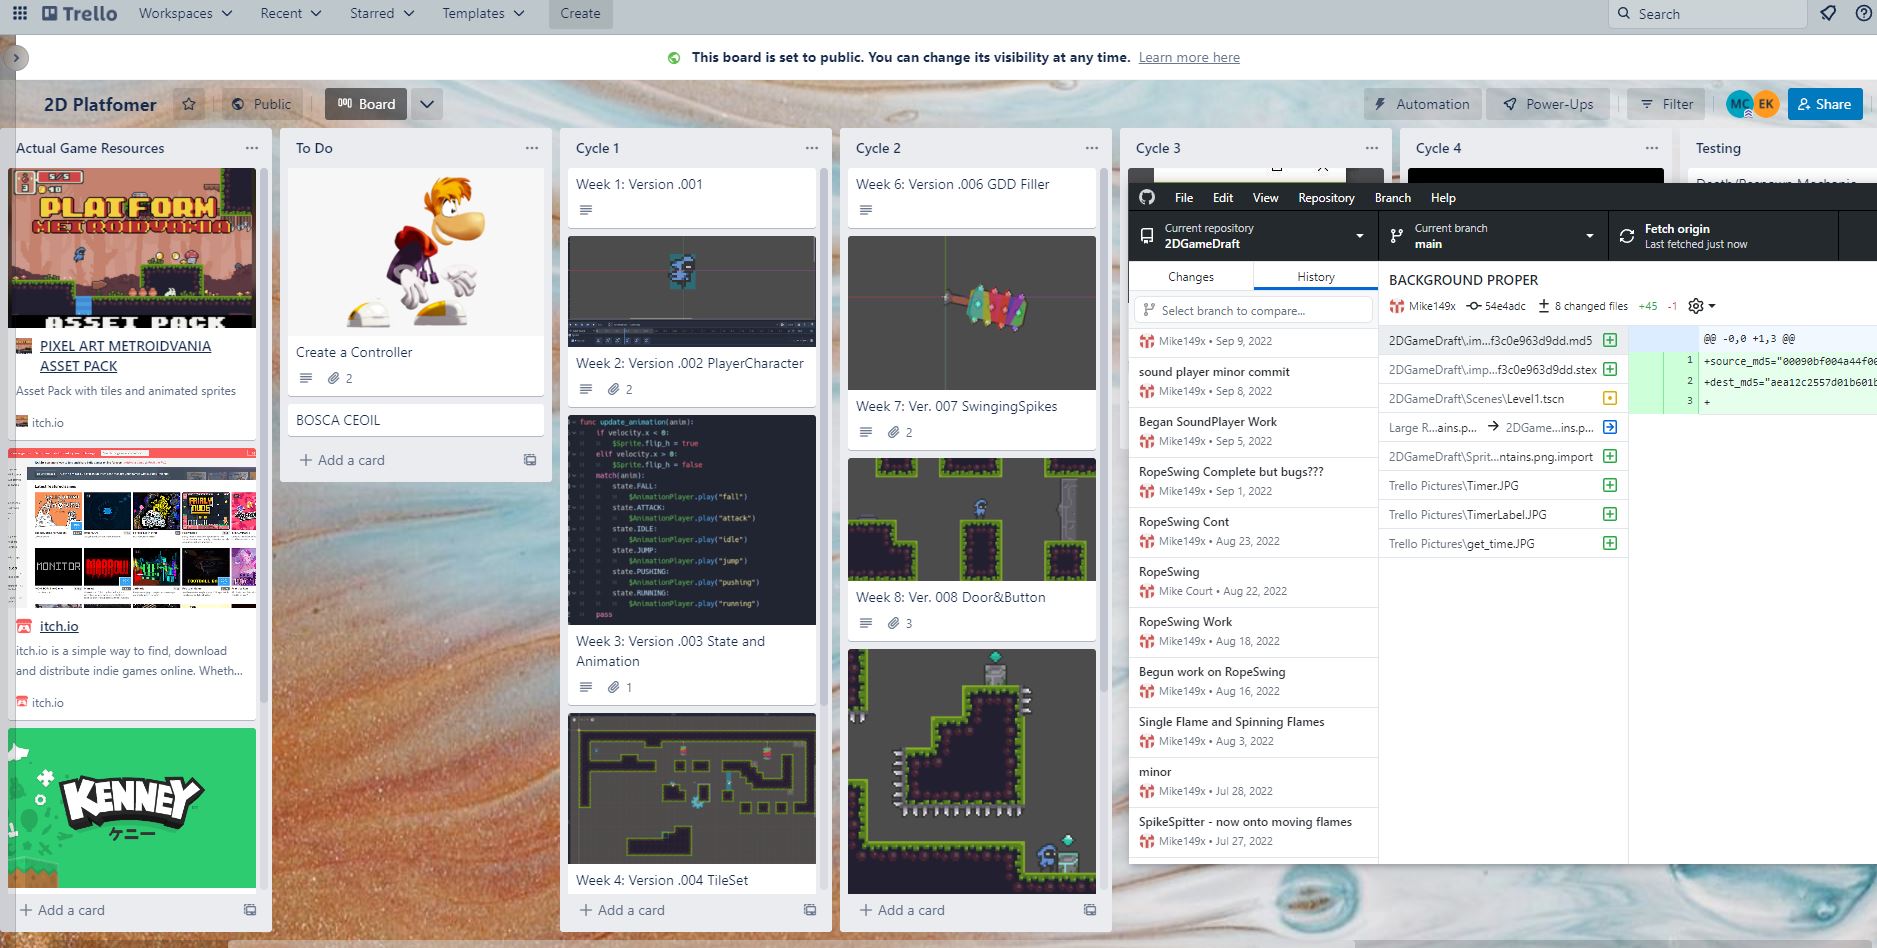 Trello
Workspaces
Recent
Starred
Templates
Create
Search
This board is set to public. You can change its visibility at any time. Learn more here
2D Platfomer
Public
Board
Automation
Power-Ups
Filter
MC
EK
Share
Actual Game Resources
5/5
PLATFORM
METROIDVANIA
ASSET PACK
PIXEL ART METROIDVANIA
ASSET PACK
Asset Pack with tiles and animated sprites
itch.io
MONITOR
itch.io
itch.io is a simple way to find, download
and distribute indie games online. Wheth...
itch.io
KENNEY
ケニー
+ Add a card
To Do
Create a Controller
2
BOSCA CEOIL
+ Add a card
Cycle 1
Week 1: Version .001
Week 2: Version .002 PlayerCharacter
2
func update_animation(anim):
if velocity.x < 0:
$Sprite.flip_h = true
elif velocity.x > 0:
$Sprite.flip_h = false
match(anim):
state.FALL:
$AnimationPlayer.play("fall")
state.ATTACK:
$AnimationPlayer.play("attack")
state.IDLE:
$AnimationPlayer.play("idle")
state.JUMP:
$AnimationPlayer.play("jump")
state.PUSHING:
$AnimationPlayer.play("pushing")
state.RUNNING:
$AnimationPlayer.play("running")
pass
Week 3: Version .003 State and
Animation
1
Week 4: Version .004 TileSet
+ Add a card
Cycle 2
Week 6: Version .006 GDD Filler
Week 7: Ver. 007 SwingingSpikes
2
Week 8: Ver. 008 Door&Button
3
+ Add a card
Cycle 3
Cycle 4
Testing
File
Edit
View
Repository
Branch
Help
Current repository
2DGameDraft
Current branch
main
Fetch origin
Last fetched just now
Changes
History
Select branch to compare...
Mike149x • Sep 9, 2022
sound player minor commit
Mike149x • Sep 8, 2022
Began SoundPlayer Work
Mike149x • Sep 5, 2022
RopeSwing Complete but bugs???
Mike149x • Sep 1, 2022
RopeSwing Cont
Mike149x • Aug 23, 2022
RopeSwing
Mike Court • Aug 22, 2022
RopeSwing Work
Mike149x • Aug 18, 2022
Begun work on RopeSwing
Mike149x • Aug 16, 2022
Single Flame and Spinning Flames
Mike149x • Aug 3, 2022
minor
Mike149x • Jul 28, 2022
SpikeSpitter - now onto moving flames
Mike149x • Jul 27, 2022
BACKGROUND PROPER
Mike149x
54e4adc
8 changed files
+45
-1
2DGameDraft\.im...f3c0e963d9dd.md5
2DGameDraft\.imp...f3c0e963d9dd.stex
2DGameDraft\Scenes\Level1.tscn
Large R...ains.p... → 2DGame...ins.p...
2DGameDraft\Sprit...ntains.png.import
Trello Pictures\Timer.JPG
Trello Pictures\TimerLabel.JPG
Trello Pictures\get_time.JPG
@@ -0,0 +1,3 @@
1 +source_md5="00090bf004a44f06
2 +dest_md5="aea12c2557d01b601b
3 +